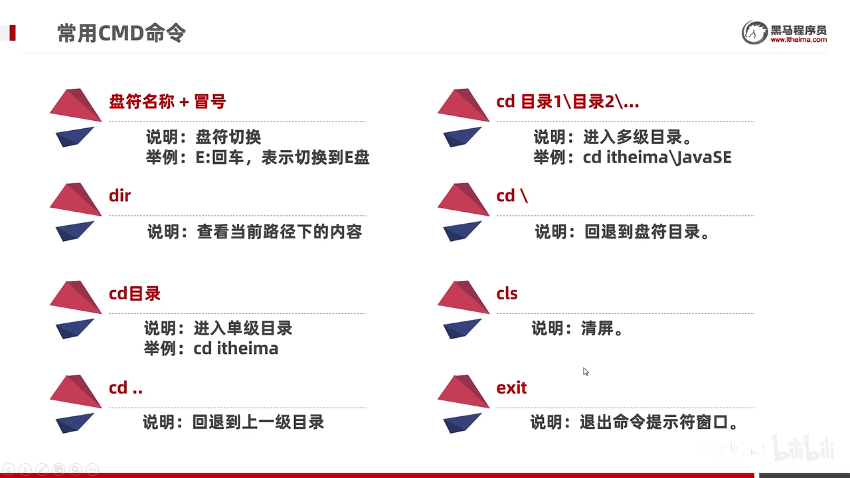 常用CMD命令
黑马程序员
www.itheima.com
盘符名称 + 冒号
说明：盘符切换
举例：E:回车，表示切换到E盘
dir
说明：查看当前路径下的内容
cd目录
说明：进入单级目录
举例：cd itheima
cd ..
说明：回退到上一级目录
cd 目录1\目录2\...
说明：进入多级目录。
举例：cd itheima\JavaSE
cd \
说明：回退到盘符目录。
cls
说明：清屏。
exit
说明：退出命令提示符窗口。
bilibili